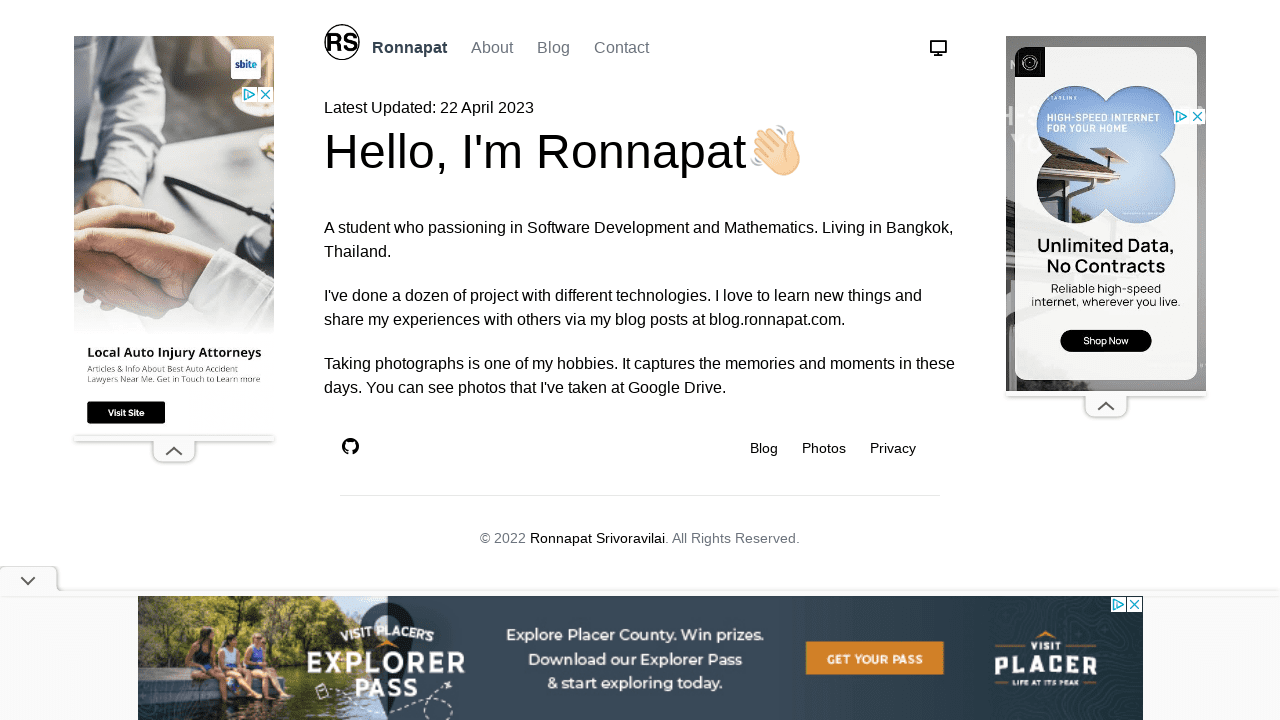 RS
Ronnapat
About
Blog
Contact
Latest Updated: 22 April 2023
Hello, I'm Ronnapat👋🏼
A student who passioning in Software Development and Mathematics. Living in Bangkok,
Thailand.
I've done a dozen of project with different technologies. I love to learn new things and
share my experiences with others via my blog posts at blog.ronnapat.com.
Taking photographs is one of my hobbies. It captures the memories and moments in these
days. You can see photos that I've taken at Google Drive.
Blog
Photos
Privacy
© 2022 Ronnapat Srivoravilai. All Rights Reserved.
sbite
Local Auto Injury Attorneys
Articles & Info About Best Auto Accident
Lawyers Near Me. Get in Touch to Learn more
Visit Site
STARLINK
HIGH-SPEED INTERNET
FOR YOUR HOME
Unlimited Data,
No Contracts
Reliable high-speed
internet, wherever you live.
Shop Now
VISIT PLACER'S
EXPLORER
PASS
Explore Placer County. Win prizes.
Download our Explorer Pass
& start exploring today.
GET YOUR PASS
VISIT
PLACER
LIFE AT ITS PEAK